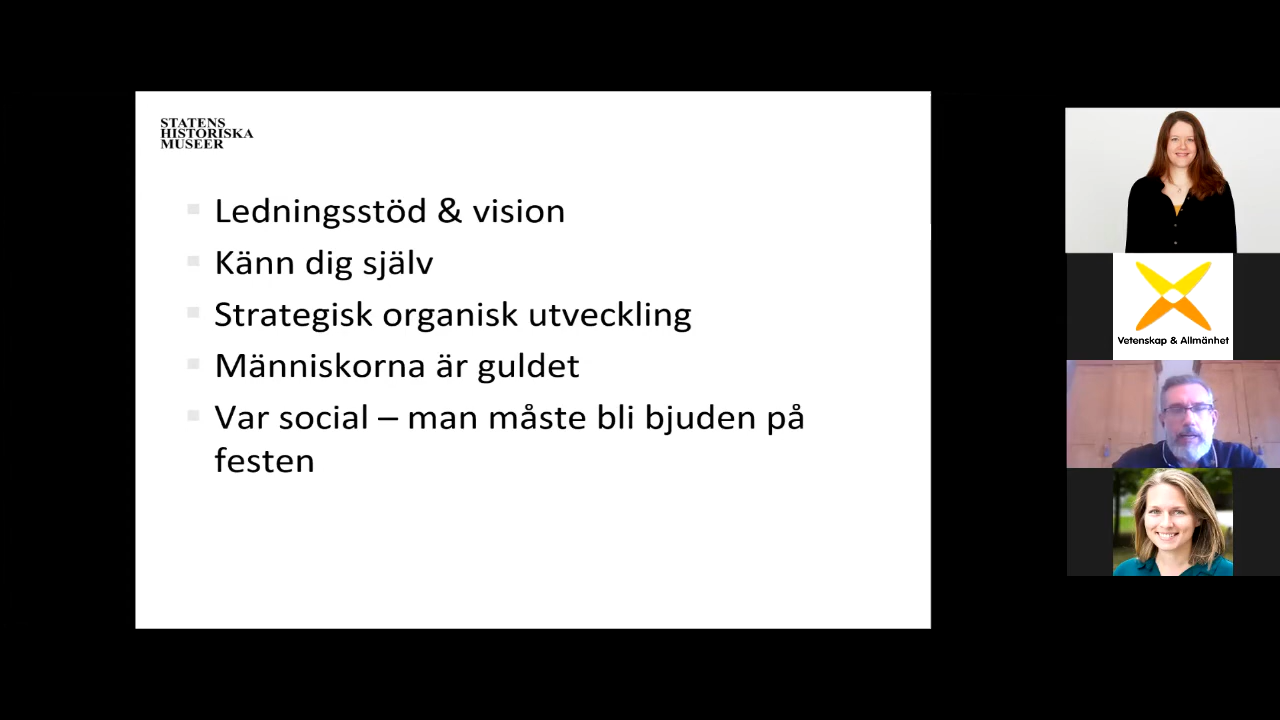 STATENS
HISTORISKA
MUSEER
Ledningsstöd & vision
Känn dig själv
Strategisk organisk utveckling
Människorna är guldet
Var social – man måste bli bjuden på
festen
Vetenskap & Allmänhet